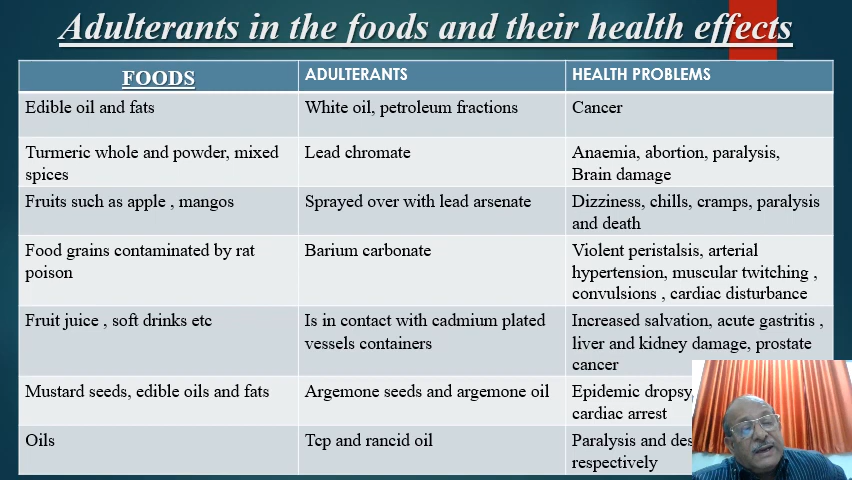 Adulterants in the foods and their health effects
FOODS
ADULTERANTS
HEALTH PROBLEMS
Edible oil and fats
White oil, petroleum fractions
Cancer
Turmeric whole and powder, mixed
spices
Lead chromate
Anaemia, abortion, paralysis,
Brain damage
Fruits such as apple , mangos
Sprayed over with lead arsenate
Dizziness, chills, cramps, paralysis
and death
Food grains contaminated by rat
poison
Barium carbonate
Violent peristalsis, arterial
hypertension, muscular twitching ,
convulsions , cardiac disturbance
Fruit juice , soft drinks etc
Is in contact with cadmium plated
vessels containers
Increased salvation, acute gastritis ,
liver and kidney damage, prostate
cancer
Mustard seeds, edible oils and fats
Argemone seeds and argemone oil
Epidemic dropsy,
cardiac arrest
Oils
Tcp and rancid oil
Paralysis and
respectively